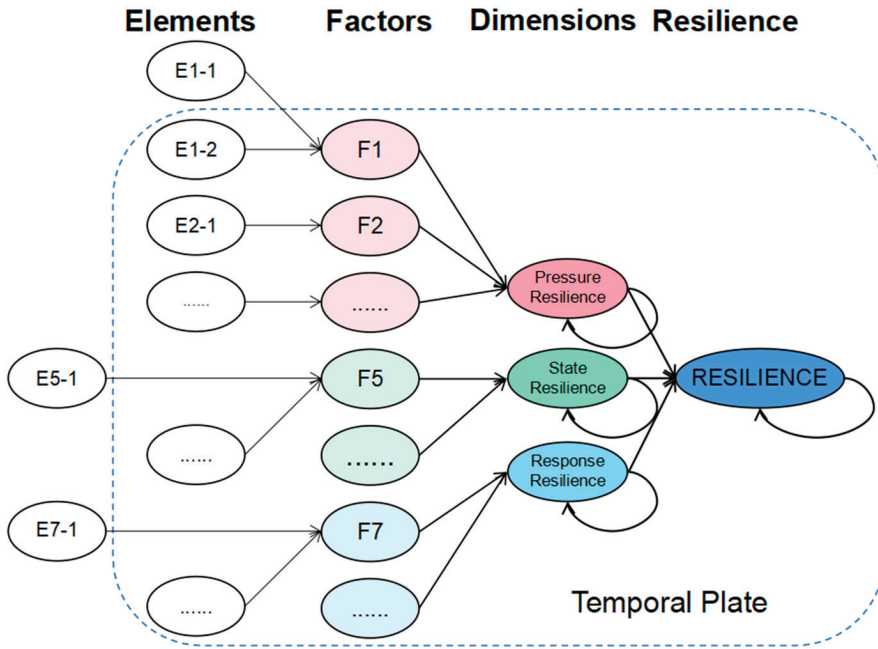 Elements Factors Dimensions Resilience
E1-1
E1-2 F1
E2-1 F2
Pressure
Resilience
...... ......
State
Resilience
E5-1 F5 RESILIENCE
Response
Resilience
...... ......
E7-1 F7
...... ......
Temporal Plate